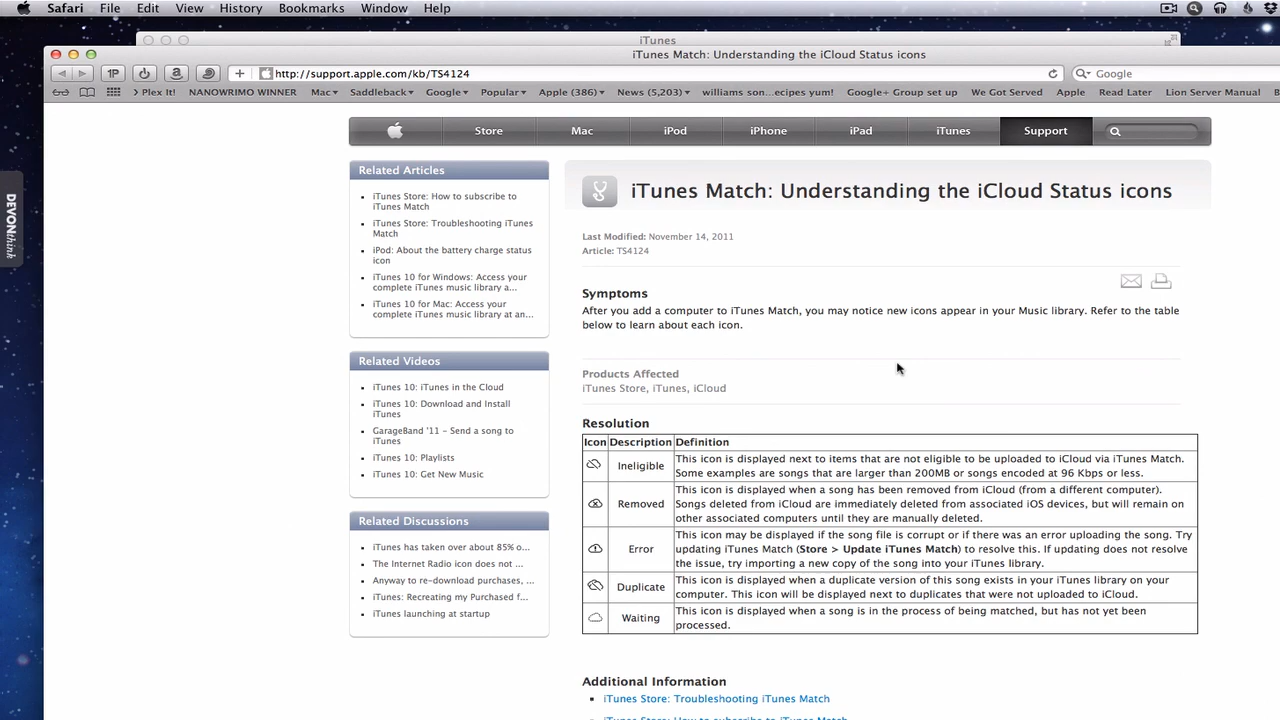 Safari File Edit View History Bookmarks Window Help
iTunes
iTunes Match: Understanding the iCloud Status icons
1P a + http://support.apple.com/kb/TS4124 Google
Plex It! NANOWRIMO WINNER Mac Saddleback Google Popular Apple (386) News (5,203) williams son...ecipes yum! Google+ Group set up We Got Served Apple Read Later Lion Server Manual
Store Mac iPod iPhone iPad iTunes Support
DEVONthink
Related Articles
iTunes Store: How to subscribe to
iTunes Match
iTunes Store: Troubleshooting iTunes
Match
iPod: About the battery charge status
icon
iTunes 10 for Windows: Access your
complete iTunes music library a...
iTunes 10 for Mac: Access your
complete iTunes music library at an...
Related Videos
iTunes 10: iTunes in the Cloud
iTunes 10: Download and Install
iTunes
GarageBand '11 - Send a song to
iTunes
iTunes 10: Playlists
iTunes 10: Get New Music
Related Discussions
iTunes has taken over about 85% o...
The Internet Radio icon does not ...
Anyway to re-download purchases, ...
iTunes: Recreating my Purchased f...
iTunes launching at startup
iTunes Match: Understanding the iCloud Status icons
Last Modified: November 14, 2011
Article: TS4124
Symptoms
After you add a computer to iTunes Match, you may notice new icons appear in your Music library. Refer to the table
below to learn about each icon.
Products Affected
iTunes Store, iTunes, iCloud
Resolution
Icon Description Definition
Ineligible This icon is displayed next to items that are not eligible to be uploaded to iCloud via iTunes Match.
Some examples are songs that are larger than 200MB or songs encoded at 96 Kbps or less.
Removed This icon is displayed when a song has been removed from iCloud (from a different computer).
Songs deleted from iCloud are immediately deleted from associated iOS devices, but will remain on
other associated computers until they are manually deleted.
Error This icon may be displayed if the song file is corrupt or if there was an error uploading the song. Try
updating iTunes Match (Store > Update iTunes Match) to resolve this. If updating does not resolve
the issue, try importing a new copy of the song into your iTunes library.
Duplicate This icon is displayed when a duplicate version of this song exists in your iTunes library on your
computer. This icon will be displayed next to duplicates that were not uploaded to iCloud.
Waiting This icon is displayed when a song is in the process of being matched, but has not yet been
processed.
Additional Information
iTunes Store: Troubleshooting iTunes Match
iTunes Store: How to subscribe to iTunes Match